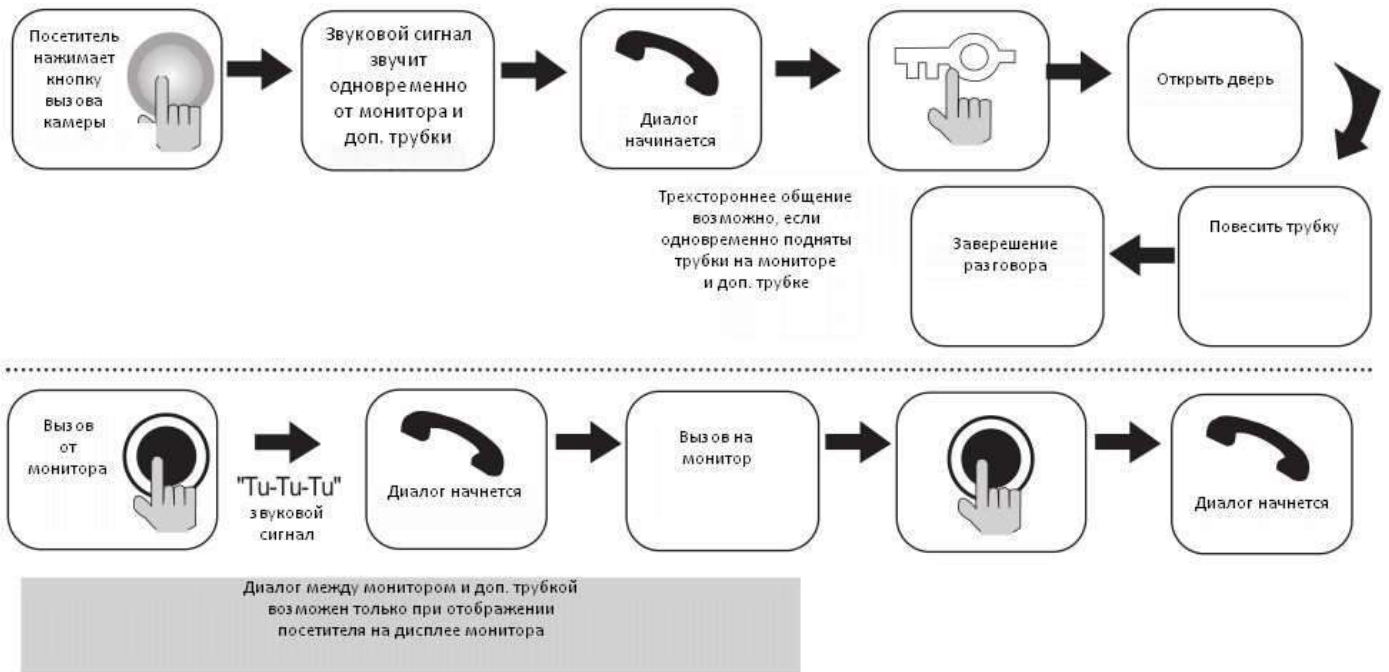 Посетитель
нажимает
кнопку
вызова
камеры
Звуковой сигнал
звучит
одновременно
от монитора и
доп. трубки
Диалог
начинается
Открыть дверь
Повесить трубку
Заверешение
разговора
Трехстороннее общение
возможно, если
одновременно подняты
трубки на мониторе
и доп. трубке
Вызов
от
монитора
"Tu-Tu-Tu"
звуковой
сигнал
Диалог начнется
Вызов на
монитор
Диалог начнется
Диалог между монитором и доп. трубкой
возможен только при отображении
посетителя на дисплее монитора